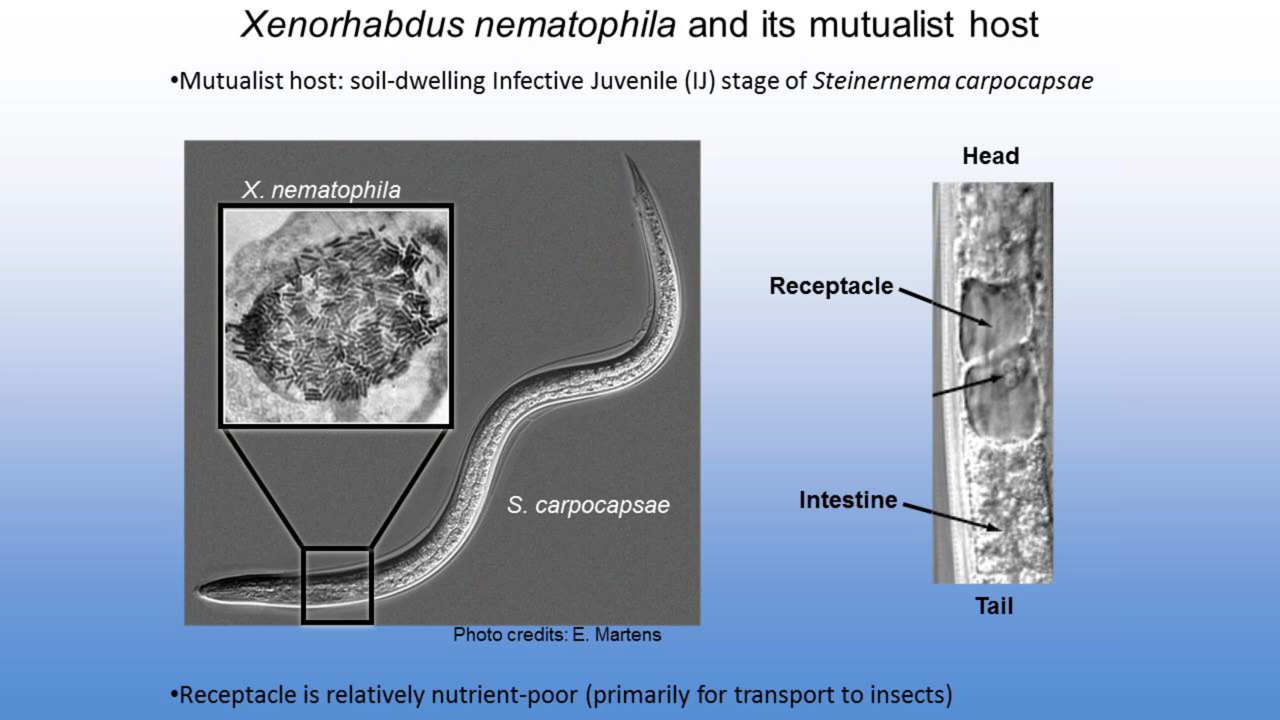 Xenorhabdus nematophila and its mutualist host
•Mutualist host: soil-dwelling Infective Juvenile (IJ) stage of Steinernema carpocapsae
X. nematophila
S. carpocapsae
Photo credits: E. Martens
Head
Receptacle
Intestine
Tail
•Receptacle is relatively nutrient-poor (primarily for transport to insects)